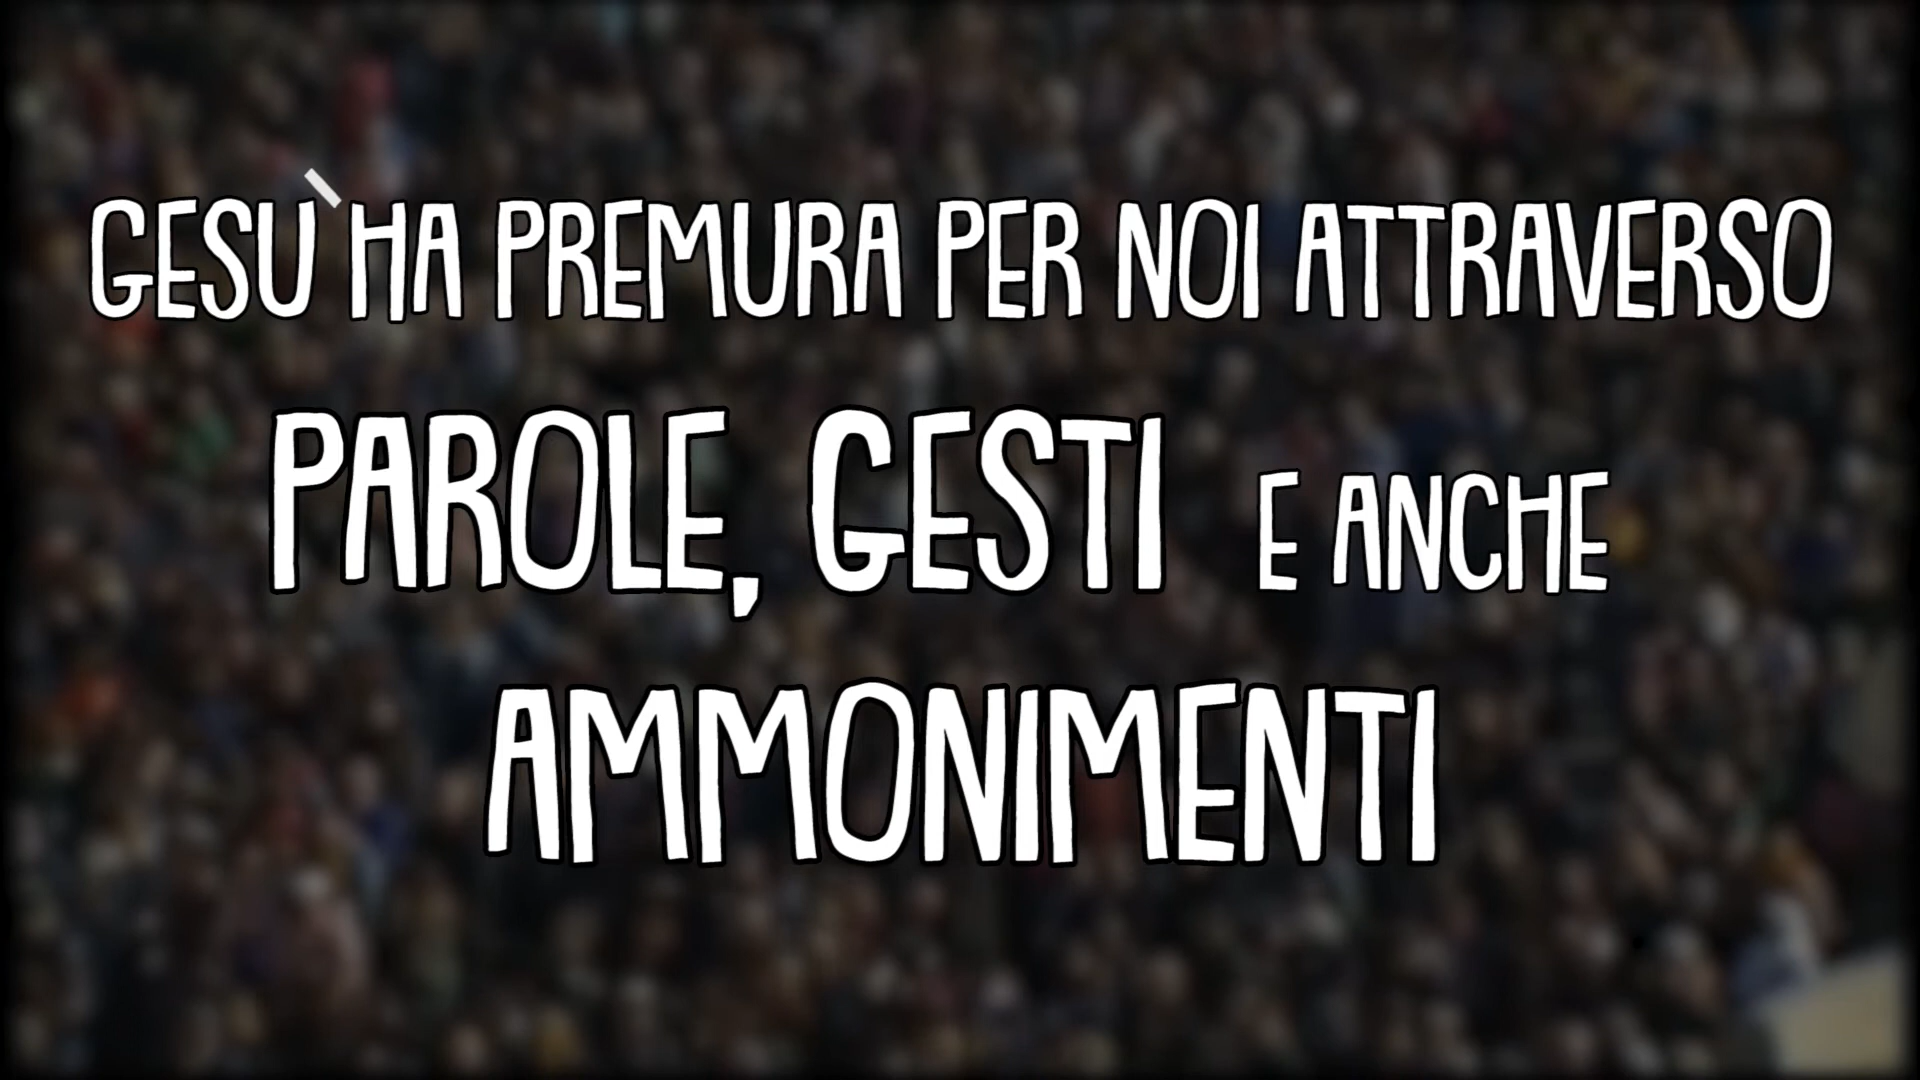 GESÙ HA PREMURA PER NOI ATTRAVERSO
PAROLE, GESTI E ANCHE
AMMONIMENTI